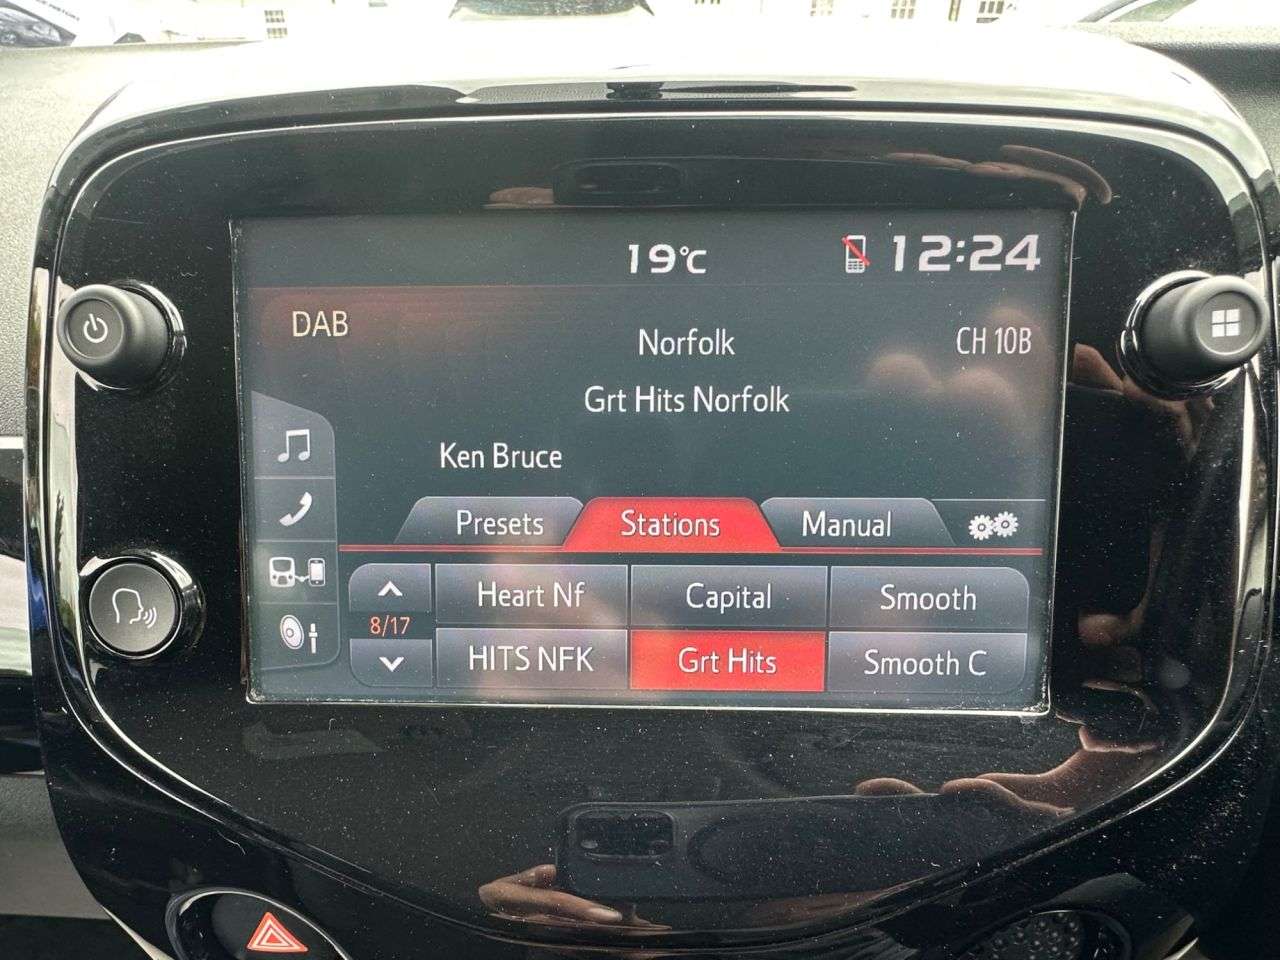 19°C 12:24
DAB
Norfolk CH 10B
Grt Hits Norfolk
Ken Bruce
Presets Stations Manual
Heart Nf Capital Smooth
8/17
HITS NFK Grt Hits Smooth C